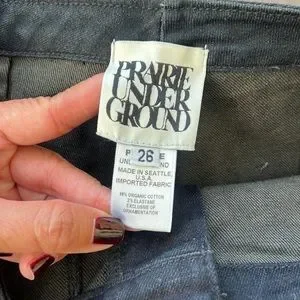 PRAIRIE
UNDER
GROUND
26
MADE IN SEATTLE,
U.S.A.
IMPORTED FABRIC
98% ORGANIC COTTON
2% ELASTANE
EXCLUSIVE OF
ORNAMENTATION